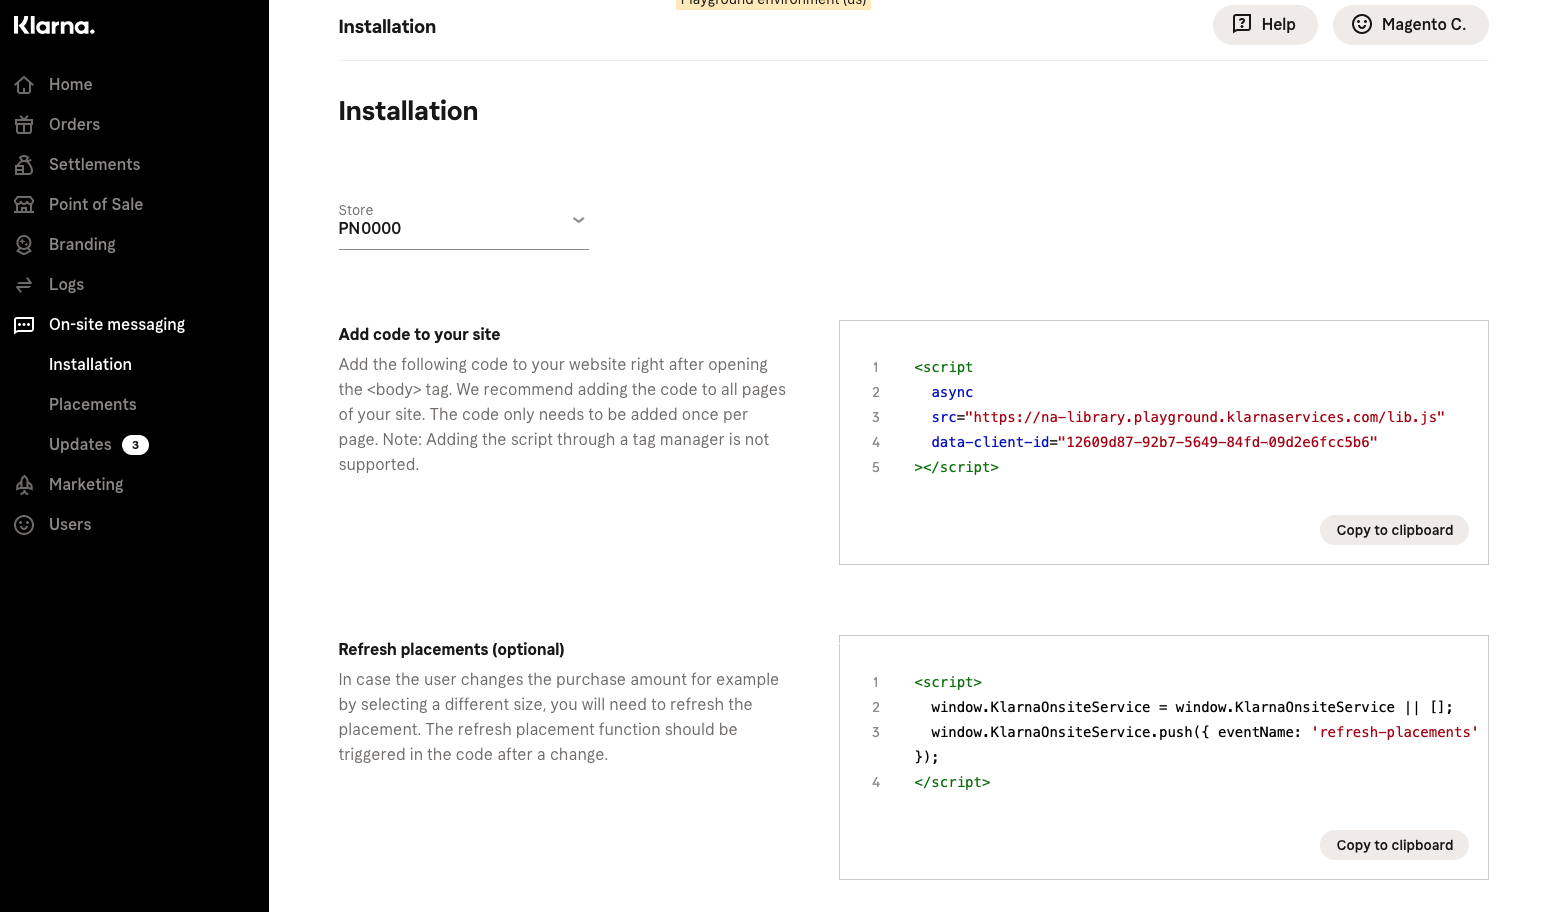 Klarna.
Playground environment (us)
Installation
Help
Magento C.
Home
Orders
Settlements
Point of Sale
Branding
Logs
On-site messaging
Installation
Placements
Updates 3
Marketing
Users
Installation
Store
PN0000
Add code to your site
Add the following code to your website right after opening
the <body> tag. We recommend adding the code to all pages
of your site. The code only needs to be added once per
page. Note: Adding the script through a tag manager is not
supported.
1 <script
2 async
3 src="https://na-library.playground.klarnaservices.com/lib.js"
4 data-client-id="12609d87-92b7-5649-84fd-09d2e6fcc5b6"
5 ></script>
Copy to clipboard
Refresh placements (optional)
In case the user changes the purchase amount for example
by selecting a different size, you will need to refresh the
placement. The refresh placement function should be
triggered in the code after a change.
1 <script>
2 window.KlarnaOnsiteService = window.KlarnaOnsiteService || [];
3 window.KlarnaOnsiteService.push({ eventName: 'refresh-placements'
});
4 </script>
Copy to clipboard